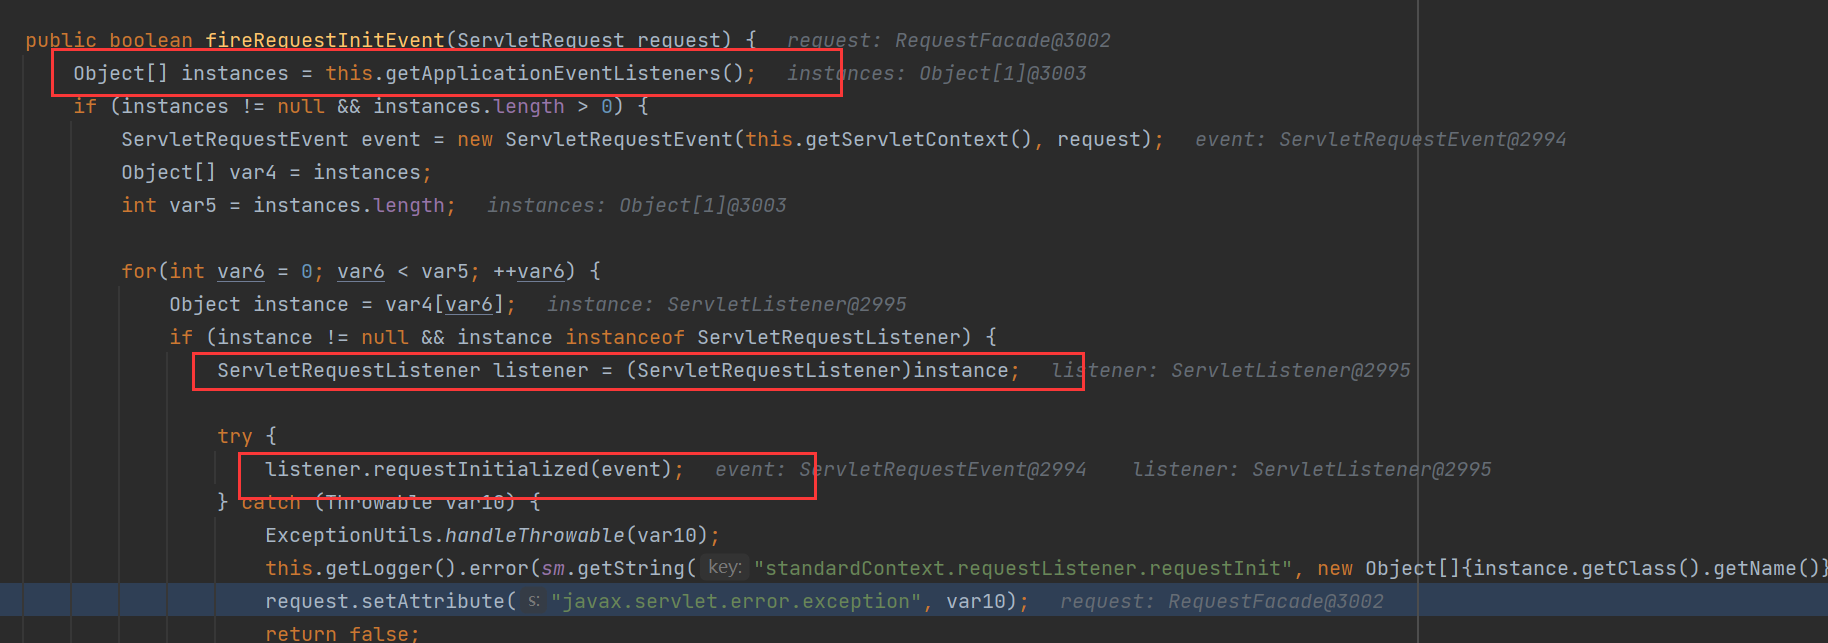 public boolean fireRequestInitEvent(ServletRequest request) {   request: RequestFacade@3002
    Object[] instances = this.getApplicationEventListeners();   instances: Object[1]@3003
    if (instances != null && instances.length > 0) {
        ServletRequestEvent event = new ServletRequestEvent(this.getServletContext(), request);   event: ServletRequestEvent@2994
        Object[] var4 = instances;
        int var5 = instances.length;   instances: Object[1]@3003
        for(int var6 = 0; var6 < var5; ++var6) {
            Object instance = var4[var6];   instance: ServletListener@2995
            if (instance != null && instance instanceof ServletRequestListener) {
                ServletRequestListener listener = (ServletRequestListener)instance;   listener: ServletListener@2995
                try {
                    listener.requestInitialized(event);   event: ServletRequestEvent@2994    listener: ServletListener@2995
                } catch (Throwable var10) {
                    ExceptionUtils.handleThrowable(var10);
                    this.getLogger().error(sm.getString( key: "standardContext.requestListener.requestInit", new Object[]{instance.getClass().getName()}
                    request.setAttribute( s: "javax.servlet.error.exception", var10);   request: RequestFacade@3002
                    return false;